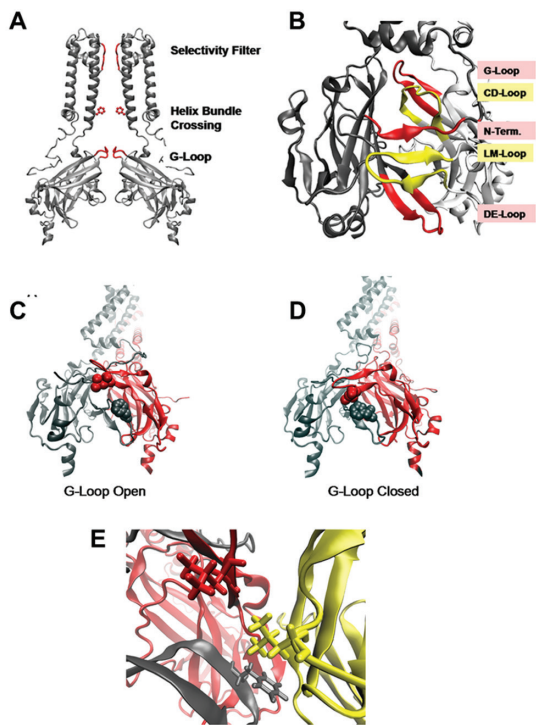 A
Selectivity Filter
Helix Bundle
Crossing
G-Loop
B
G-Loop
CD-Loop
N-Term.
LM-Loop
DE-Loop
C
G-Loop Open
D
G-Loop Closed
E